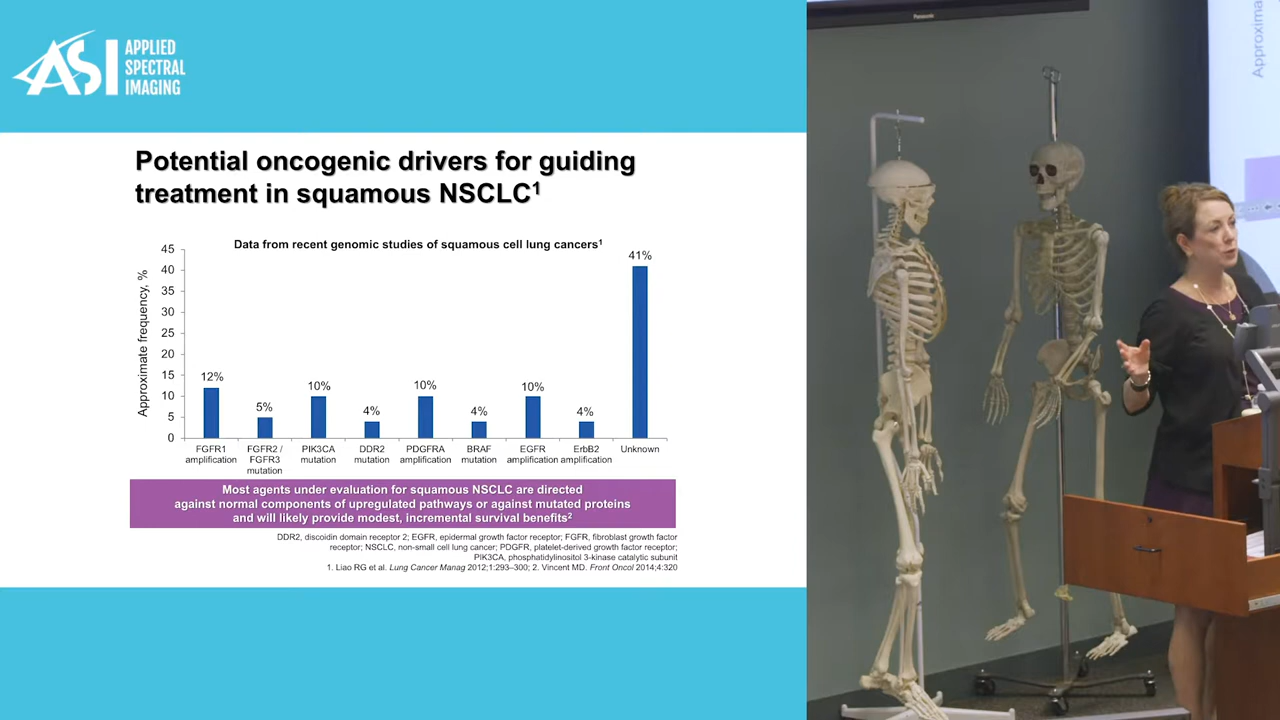 ASI APPLIED
SPECTRAL
IMAGING
Potential oncogenic drivers for guiding
treatment in squamous NSCLC1
Data from recent genomic studies of squamous cell lung cancers1
Approximate frequency, %
45
40
35
30
25
20
15
10
5
0
12%
5%
10%
4%
10%
4%
10%
4%
41%
FGFR1
amplification
FGFR2 /
FGFR3
mutation
PIK3CA
mutation
DDR2
mutation
PDGFRA
amplification
BRAF
mutation
EGFR
amplification
ErbB2
amplification
Unknown
Most agents under evaluation for squamous NSCLC are directed
against normal components of upregulated pathways or against mutated proteins
and will likely provide modest, incremental survival benefits2
DDR2, discoidin domain receptor 2; EGFR, epidermal growth factor receptor; FGFR, fibroblast growth factor
receptor; NSCLC, non-small cell lung cancer; PDGFR, platelet-derived growth factor receptor;
PIK3CA, phosphatidylinositol 3-kinase catalytic subunit
1. Liao RG et al. Lung Cancer Manag 2012;1:293–300; 2. Vincent MD. Front Oncol 2014;4:320
Panasonic
Approxima